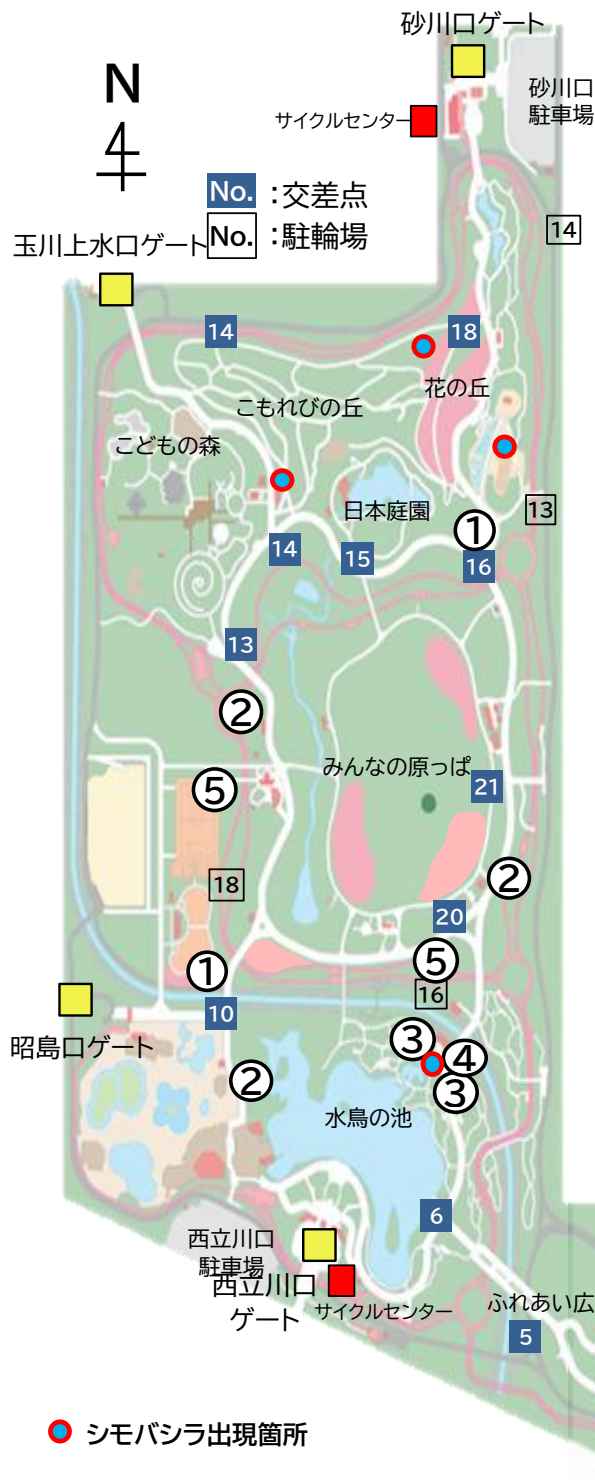 砂川口ゲート
N
砂川口
駐車場
サイクルセンター
No. :交差点
No. :駐輪場
玉川上水口ゲート
14
14
18
花の丘
こもれびの丘
こどもの森
日本庭園
13
①
14
15
16
13
②
みんなの原っぱ
21
⑤
②
18
20
⑤
①
16
10
昭島口ゲート
③
④
②
③
水鳥の池
6
西立川口
駐車場
西立川口
ゲート
サイクルセンター
ふれあい広
5
シモバシラ出現箇所